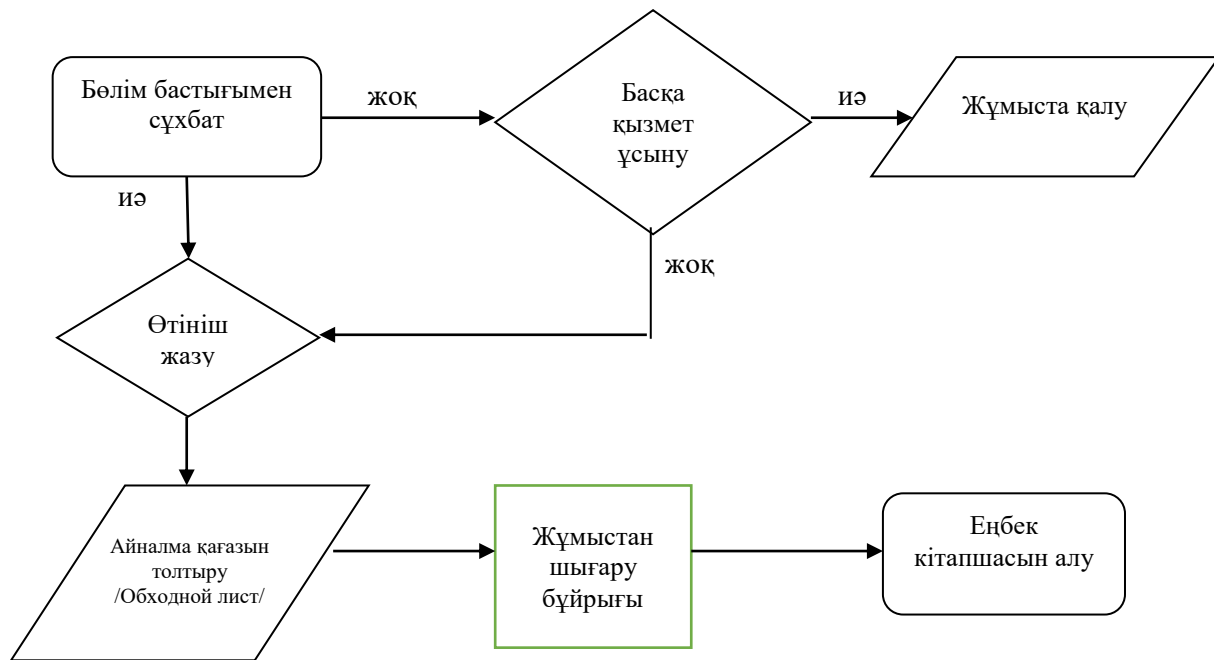 Бөлім бастығымен
сұхбат
жоқ
Басқа
қызмет
ұсыну
иә
Жұмыста қалу
иә
жоқ
Өтініш
жазу
Айналма қағазын
толтыру
/Обходной лист/
Жұмыстан
шығару
бұйрығы
Еңбек
кітапшасын алу